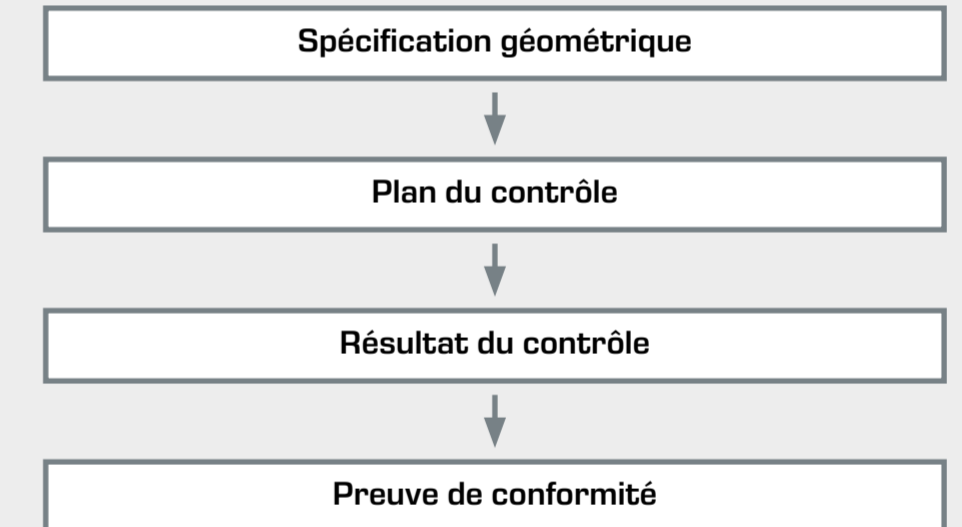 Spécification géométrique
Plan du contrôle
Résultat du contrôle
Preuve de conformité